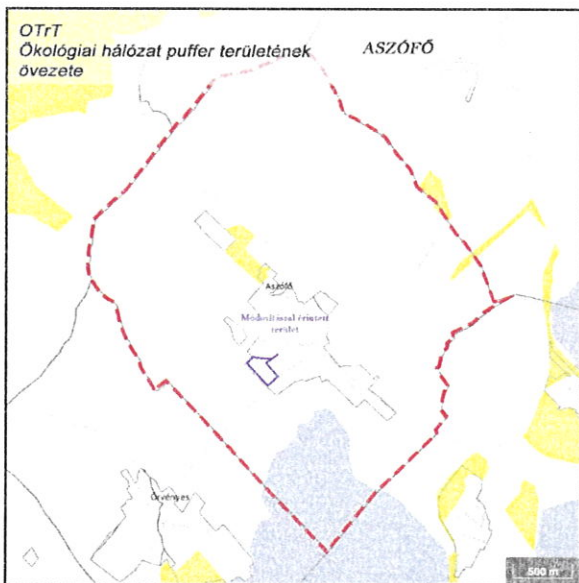 OTrT
Ökológiai hálózat puffer területének
övezete
ASZÓFŐ
Aszófő
Módosítással érintett
terület
Örvényes
500 m